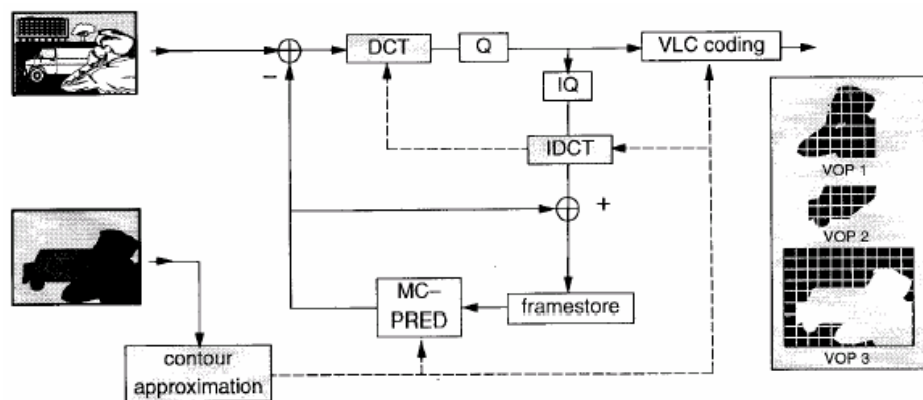 DCT
Q
VLC coding
−
IQ
IDCT
VOP 1
+
VOP 2
MC–
PRED
framestore
contour
approximation
VOP 3